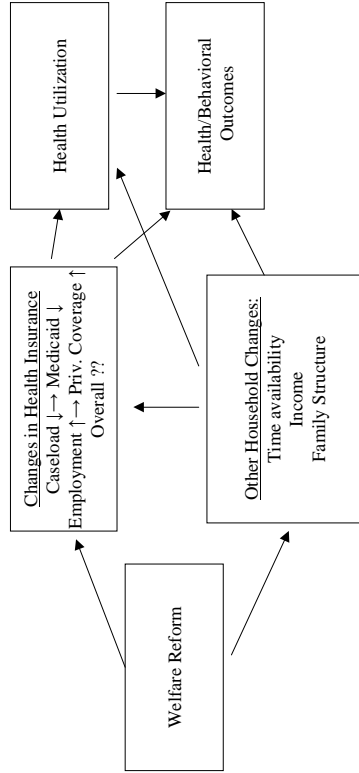 Welfare Reform
Changes in Health Insurance
Caseload ↓→ Medicaid ↓
Employment ↑→ Priv. Coverage ↑
Overall ??
Other Household Changes:
Time availability
Income
Family Structure
Health Utilization
Health/Behavioral
Outcomes